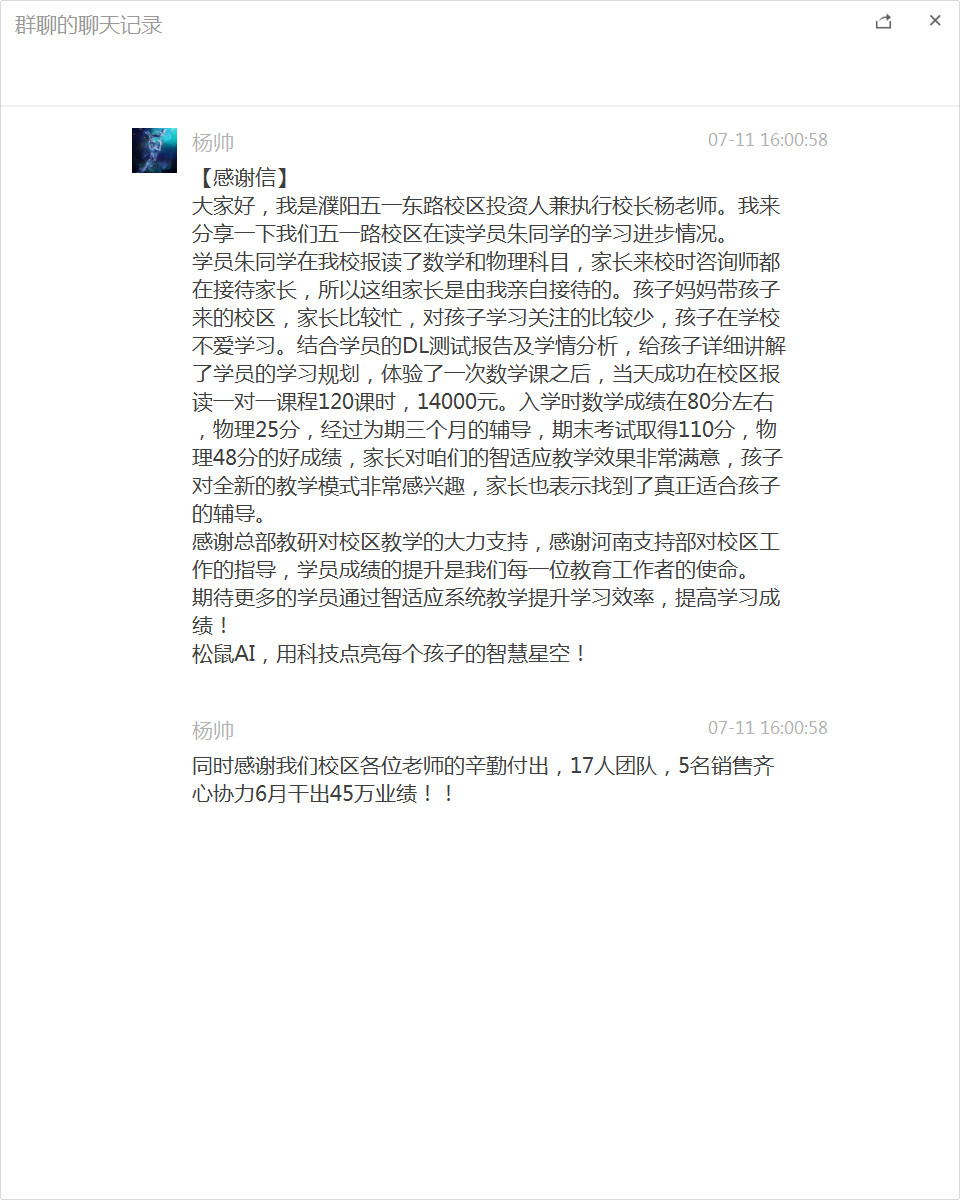 群聊的聊天记录
杨帅
07-11 16:00:58
【感谢信】
大家好，我是濮阳五一东路校区投资人兼执行校长杨老师。我来
分享一下我们五一路校区在读学员朱同学的学习进步情况。
学员朱同学在我校报读了数学和物理科目，家长来校时咨询师都
在接待家长，所以这组家长是由我亲自接待的。孩子妈妈带孩子
来的校区，家长比较忙，对孩子学习关注的比较少，孩子在学校
不爱学习。结合学员的DL测试报告及学情分析，给孩子详细讲解
了学员的学习规划，体验了一次数学课之后，当天成功在校区报
读一对一课程120课时，14000元。入学时数学成绩在80分左右
，物理25分，经过为期三个月的辅导，期末考试取得110分，物
理48分的好成绩，家长对咱们的智适应教学效果非常满意，孩子
对全新的教学模式非常感兴趣，家长也表示找到了真正适合孩子
的辅导。
感谢总部教研对校区教学的大力支持，感谢河南支持部对校区工
作的指导，学员成绩的提升是我们每一位教育工作者的使命。
期待更多的学员通过智适应系统教学提升学习效率，提高学习成
绩！
松鼠AI，用科技点亮每个孩子的智慧星空！
杨帅
07-11 16:00:58
同时感谢我们校区各位老师的辛勤付出，17人团队，5名销售齐
心协力6月干出45万业绩！！